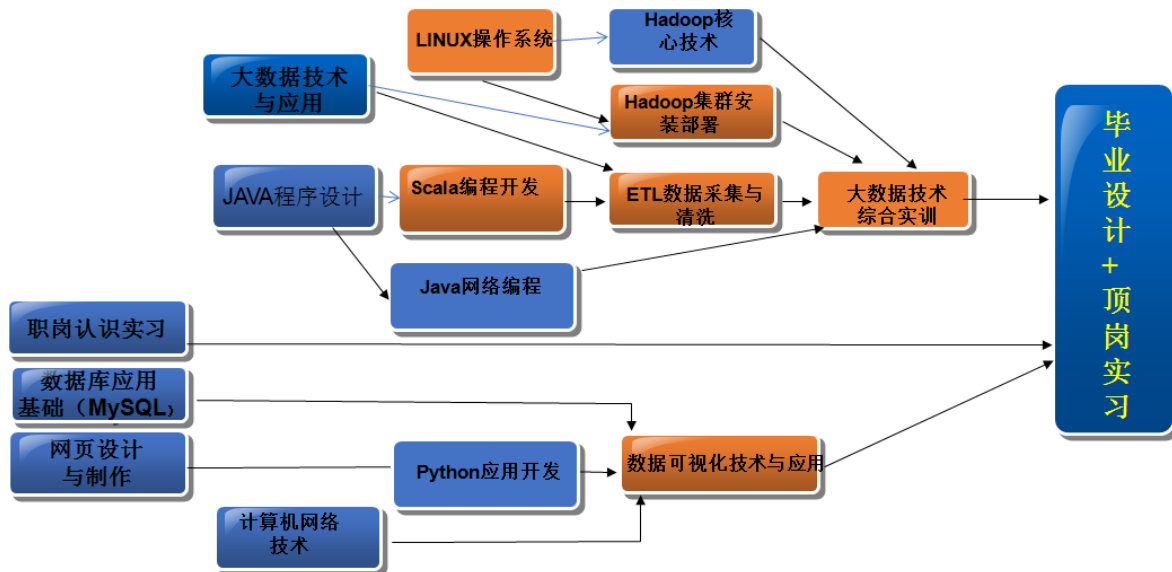 LINUX操作系统
Hadoop核
心技术
大数据技术
与应用
Hadoop集群安
装部署
JAVA程序设计
Scala编程开发
ETL数据采集与
清洗
大数据技术
综合实训
Java网络编程
职岗认识实习
数据库应用
基础（MySQL）
网页设计
与制作
Python应用开发
数据可视化技术与应用
计算机网络
技术
毕
业
设
计
+
顶
岗
实
习